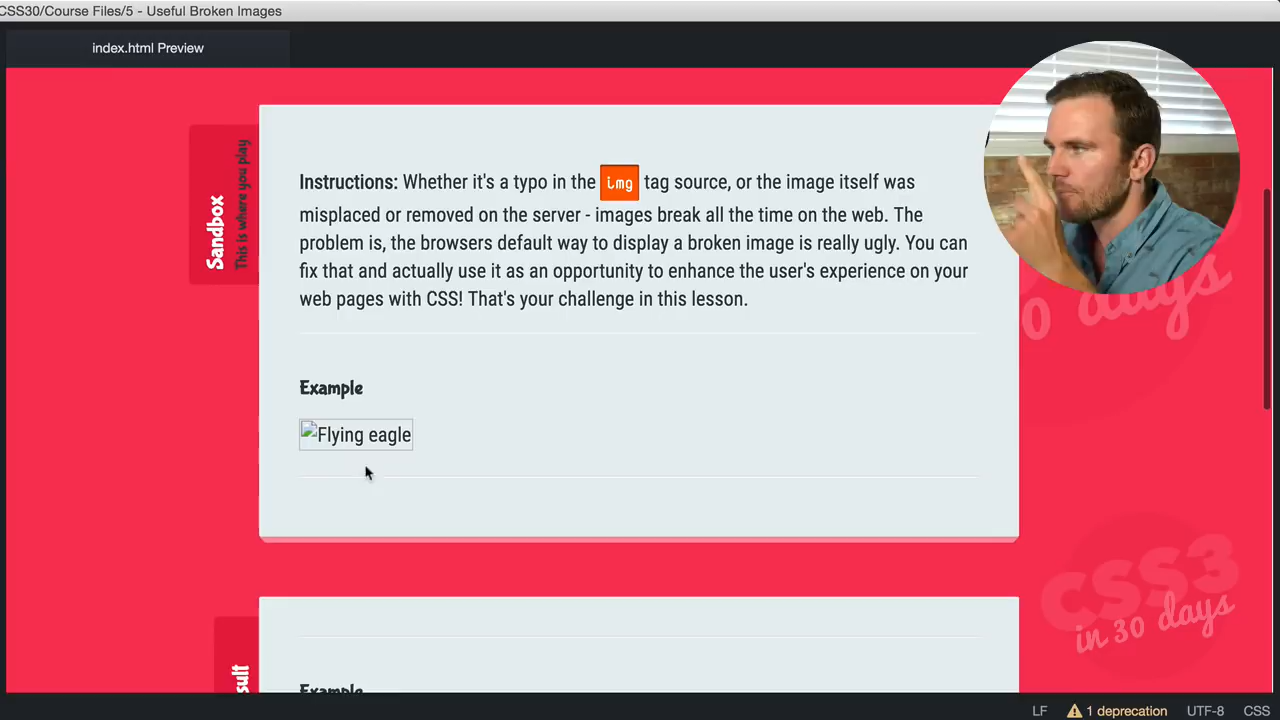 CSS30/Course Files/5 - Useful Broken Images
index.html Preview
Sandbox
This is where you play
Instructions: Whether it's a typo in the img tag source, or the image itself was
misplaced or removed on the server - images break all the time on the web. The
problem is, the browsers default way to display a broken image is really ugly. You can
fix that and actually use it as an opportunity to enhance the user's experience on your
web pages with CSS! That's your challenge in this lesson.
0 days
Example
Flying eagle
CSS3
in 30 days
sult
Example
LF
1 deprecation
UTF-8
CSS